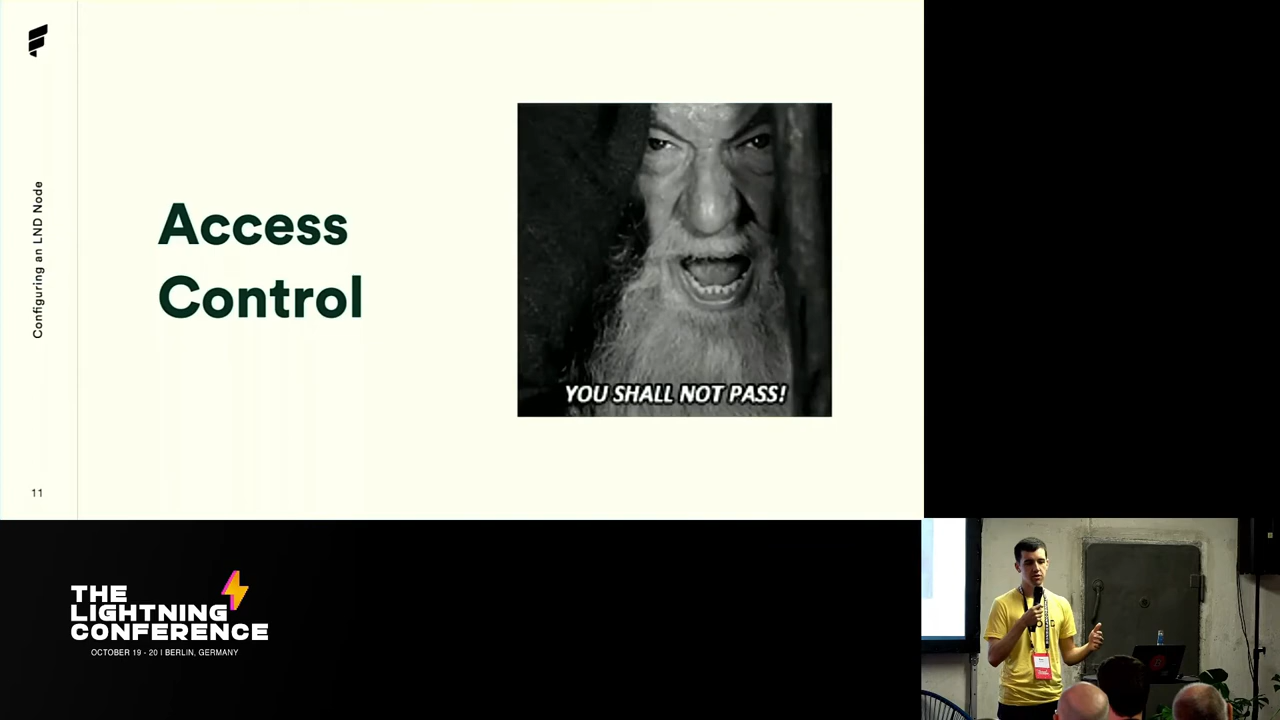 Configuring an LND Node
Access
Control
YOU SHALL NOT PASS!
11
THE
LIGHTNING
CONFERENCE
OCTOBER 19 - 20 I BERLIN, GERMANY